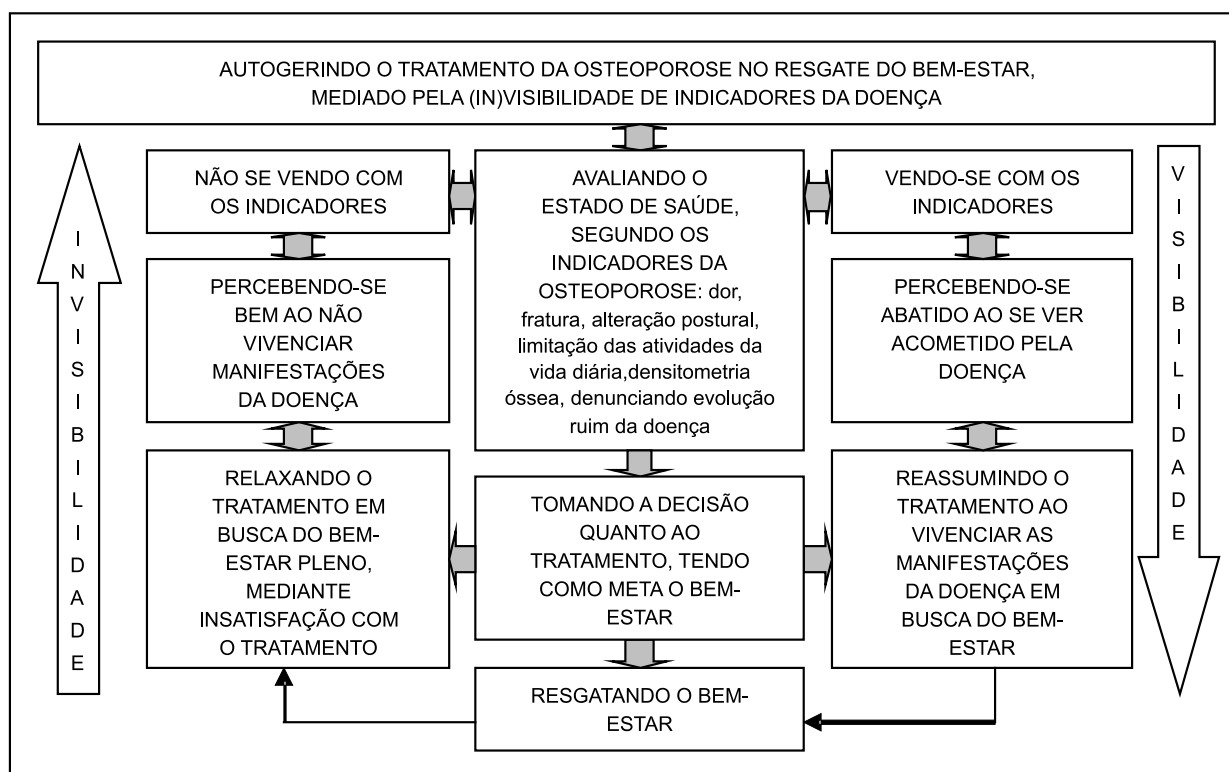 AUTOGERINDO O TRATAMENTO DA OSTEOPOROSE NO RESGATE DO BEM-ESTAR,
MEDIADO PELA (IN)VISIBILIDADE DE INDICADORES DA DOENÇA
INVISIBILIDADE
NÃO SE VENDO COM
OS INDICADORES
PERCEBENDO-SE
BEM AO NÃO
VIVENCIAR
MANIFESTAÇÕES
DA DOENÇA
RELAXANDO O
TRATAMENTO EM
BUSCA DO BEM-
ESTAR PLENO,
MEDIANTE
INSATISFAÇÃO COM
O TRATAMENTO
AVALIANDO O
ESTADO DE SAÚDE,
SEGUNDO OS
INDICADORES DA
OSTEOPOROSE: dor,
fratura, alteração postural,
limitação das atividades da
vida diária,densitometria
óssea, denunciando evolução
ruim da doença
TOMANDO A DECISÃO
QUANTO AO
TRATAMENTO, TENDO
COMO META O BEM-
ESTAR
RESGATANDO O BEM-
ESTAR
VENDO-SE COM OS
INDICADORES
PERCEBENDO-SE
ABATIDO AO SE VER
ACOMETIDO PELA
DOENÇA
REASSUMINDO O
TRATAMENTO AO
VIVENCIAR AS
MANIFESTAÇÕES
DA DOENÇA EM
BUSCA DO BEM-
ESTAR
VISIBILIDADE